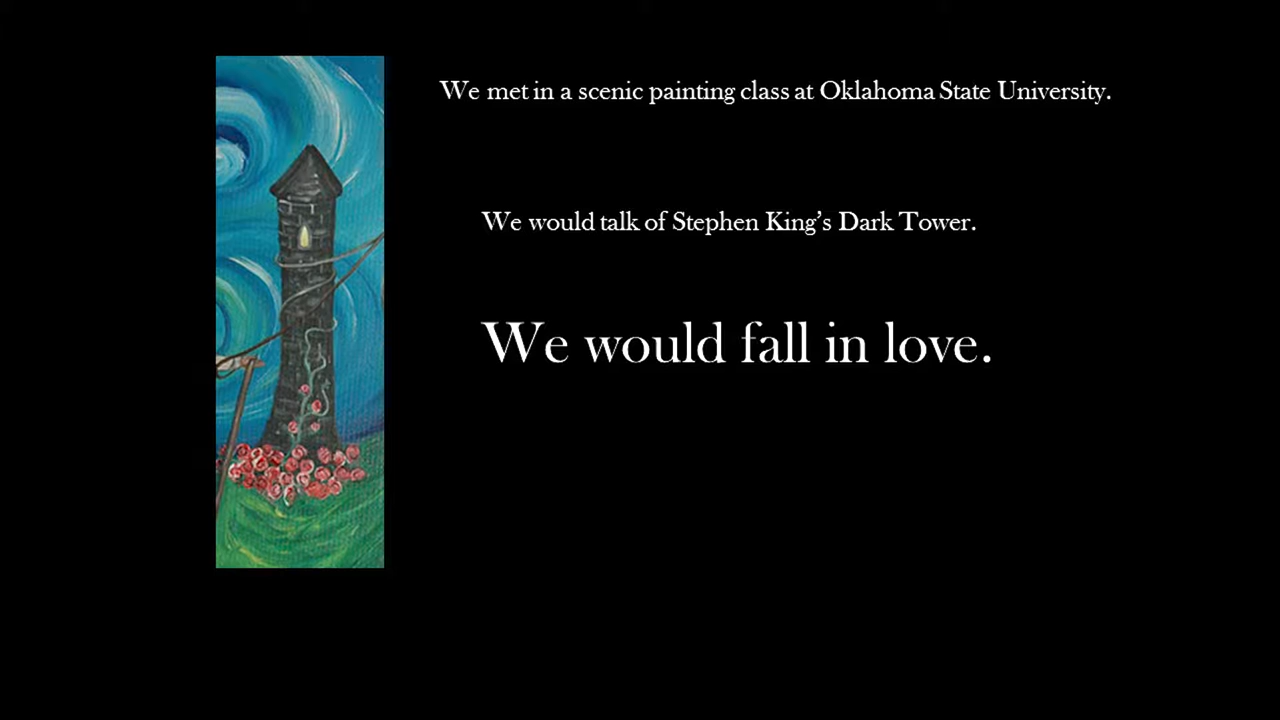 We met in a scenic painting class at Oklahoma State University.
We would talk of Stephen King’s Dark Tower.
We would fall in love.